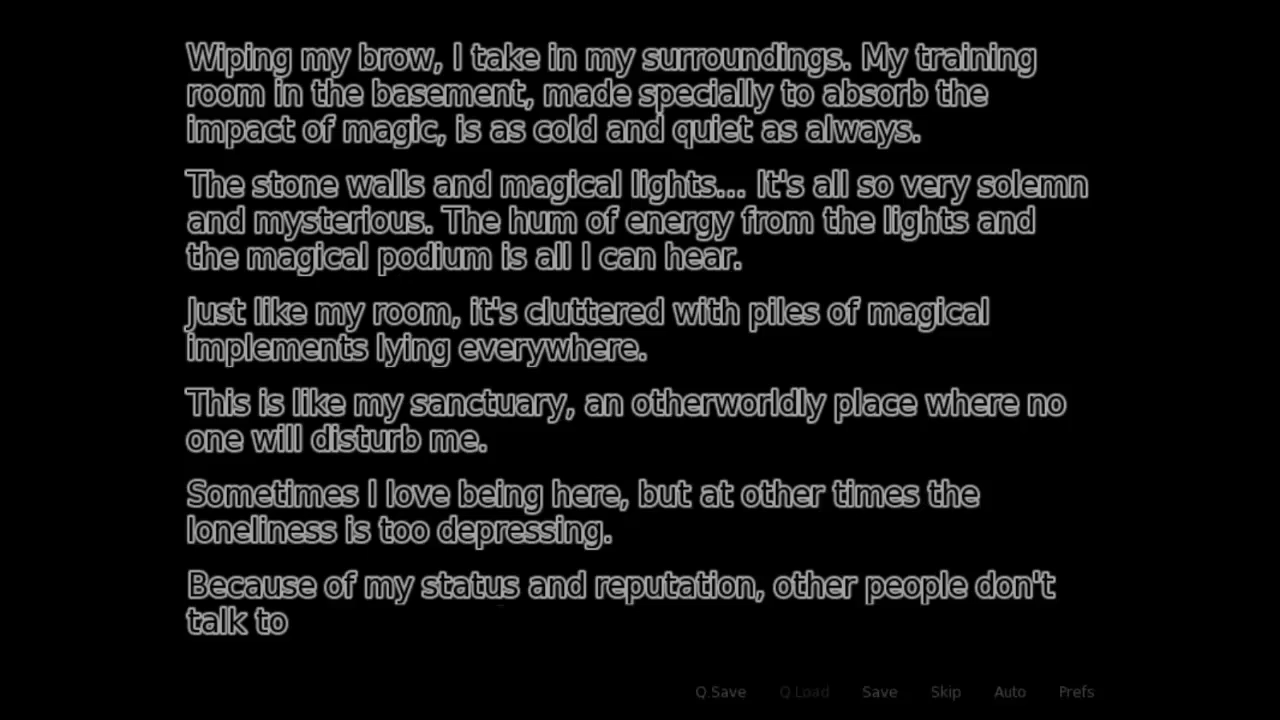 Wiping my brow, I take in my surroundings. My training
room in the basement, made specially to absorb the
impact of magic, is as cold and quiet as always.
The stone walls and magical lights... It's all so very solemn
and mysterious. The hum of energy from the lights and
the magical podium is all I can hear.
Just like my room, it's cluttered with piles of magical
implements lying everywhere.
This is like my sanctuary, an otherworldly place where no
one will disturb me.
Sometimes I love being here, but at other times the
loneliness is too depressing.
Because of my status and reputation, other people don't
talk to
Q.Save Q.Load Save Skip Auto Prefs